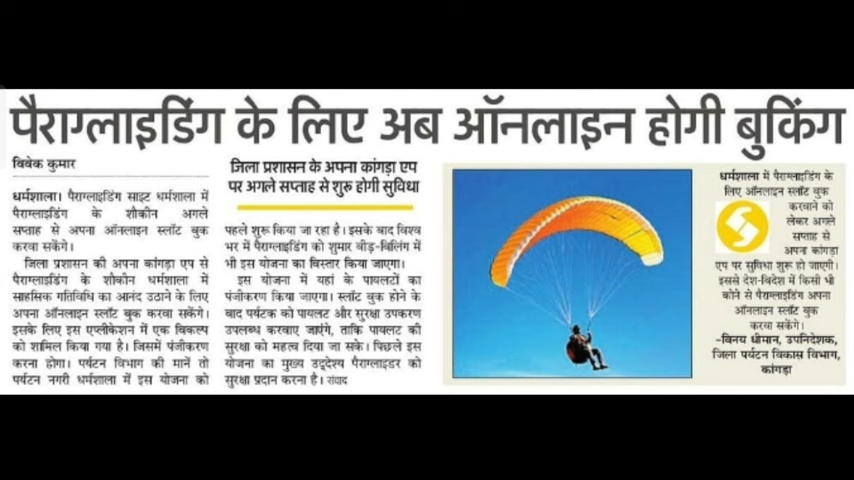 पैराग्लाइडिंग के लिए अब ऑनलाइन होगी बुकिंग
विवेक कुमार
धर्मशाला। पैराग्लाइडिंग साइट धर्मशाला में
पैराग्लाइडिंग के शौकीन अगले
सप्ताह से अपना ऑनलाइन स्लॉट बुक
करवा सकेंगे।
जिला प्रशासन की अपना कांगड़ा एप से
पैराग्लाइडिंग के शौकीन धर्मशाला में
साहसिक गतिविधि का आनंद उठाने के लिए
अपना ऑनलाइन स्लॉट बुक करवा सकेंगे।
इसके लिए इस एप्लीकेशन में एक विकल्प
को शामिल किया गया है। जिसमें पंजीकरण
करना होगा। पर्यटन विभाग की मानें तो
पर्यटन नगरी धर्मशाला में इस योजना को
जिला प्रशासन के अपना कांगड़ा एप
पर अगले सप्ताह से शुरू होगी सुविधा
पहले शुरू किया जा रहा है। इसके बाद विश्व
भर में पैराग्लाइडिंग को शुमार बीड़-बिलिंग में
भी इस योजना का विस्तार किया जाएगा।
इस योजना में यहां के पायलटों का
पंजीकरण किया जाएगा। स्लॉट बुक होने के
बाद पर्यटक को पायलट और सुरक्षा उपकरण
उपलब्ध करवाए जाएंगे, ताकि पायलट की
सुरक्षा को महत्व दिया जा सके। पिछले इस
योजना का मुख्य उद्देश्य पैराग्लाइडर को
सुरक्षा प्रदान करना है। संवाद
धर्मशाला में पैराग्लाइडिंग के
लिए ऑनलाइन स्लॉट बुक
करवाने को
लेकर अगले
सप्ताह से
अपना कांगड़ा
एप पर सुविधा शुरू हो जाएगी।
इससे देश-विदेश में किसी भी
कोने से पैराग्लाइडिंग अपना
ऑनलाइन स्लॉट बुक
करवा सकेंगे।
-विनय धीमान, उपनिदेशक,
जिला पर्यटन विकास विभाग,
कांगड़ा